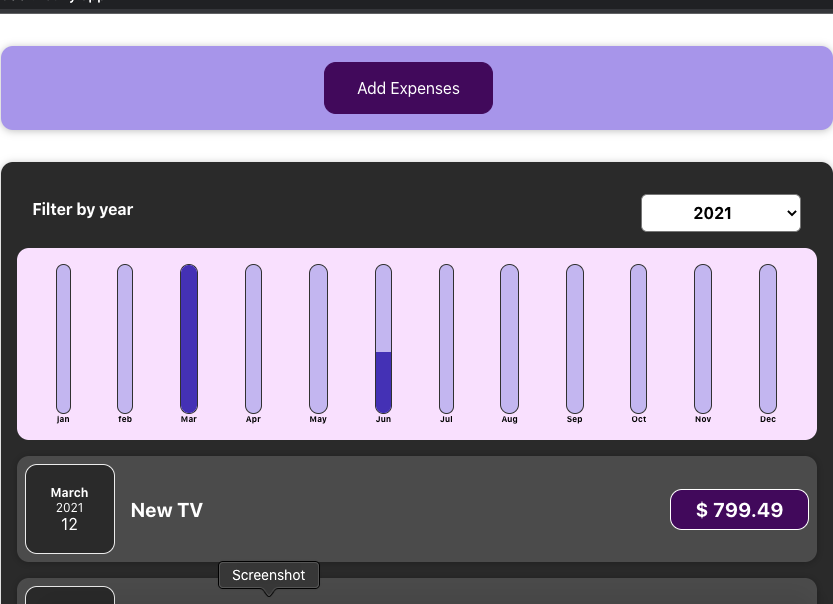 Add Expenses
Filter by year
2021
Jan
feb
Mar
Apr
May
Jun
Jul
Aug
Sep
Oct
Nov
Dec
March
2021
12
New TV
$ 799.49
Screenshot